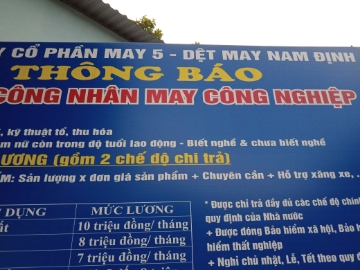 Y CỔ PHẦN MAY 5 - DỆT MAY NAM ĐỊNH
THÔNG BÁO
CÔNG NHÂN MAY CÔNG NGHIỆP
, kỹ thuật tổ, thu hóa
m nữ còn trong độ tuổi lao động - Biết nghề & chưa biết nghề
ƯƠNG (gồm 2 chế độ chi trả)
ẨM: Sản lượng x đơn giá sản phẩm + Chuyên cần + Hỗ trợ xăng xe,
DỤNG
MỨC LƯƠNG
10 triệu đồng/ tháng
8 triệu đồng/ tháng
7 triệu đồng/ tháng
* Được chi trả đầy đủ các chế độ chính
quy định của Nhà nước
+ Được đóng Bảo hiểm xã hội, Bảo h
hiểm thất nghiệp
+ Nghỉ chủ nhật, Lễ, Tết theo quy đ